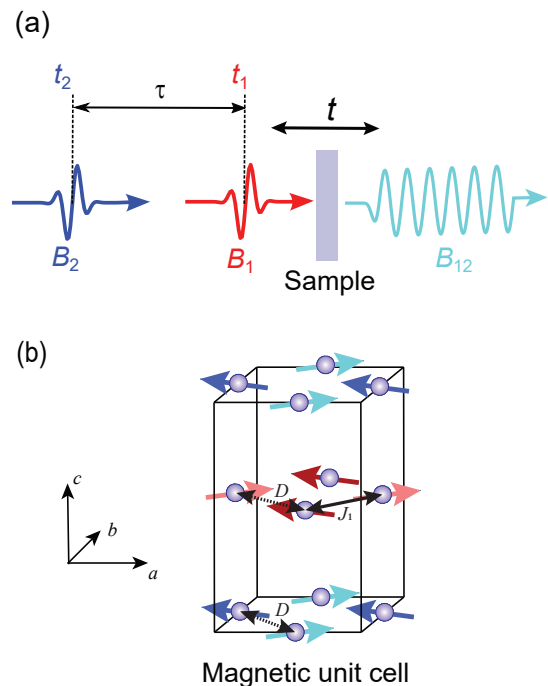 (a)
t₂
τ
t₁
t
B₂
B₁
Sample
B₁₂
(b)
c
b
a
D
J₁
D
Magnetic unit cell